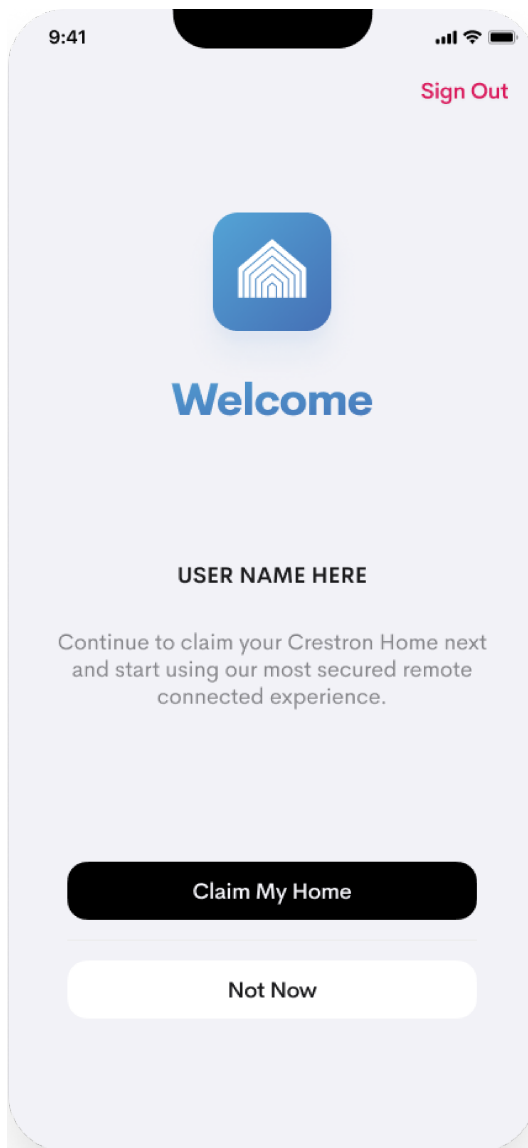 9:41
Sign Out
Welcome
USER NAME HERE
Continue to claim your Crestron Home next
and start using our most secured remote
connected experience.
Claim My Home
Not Now